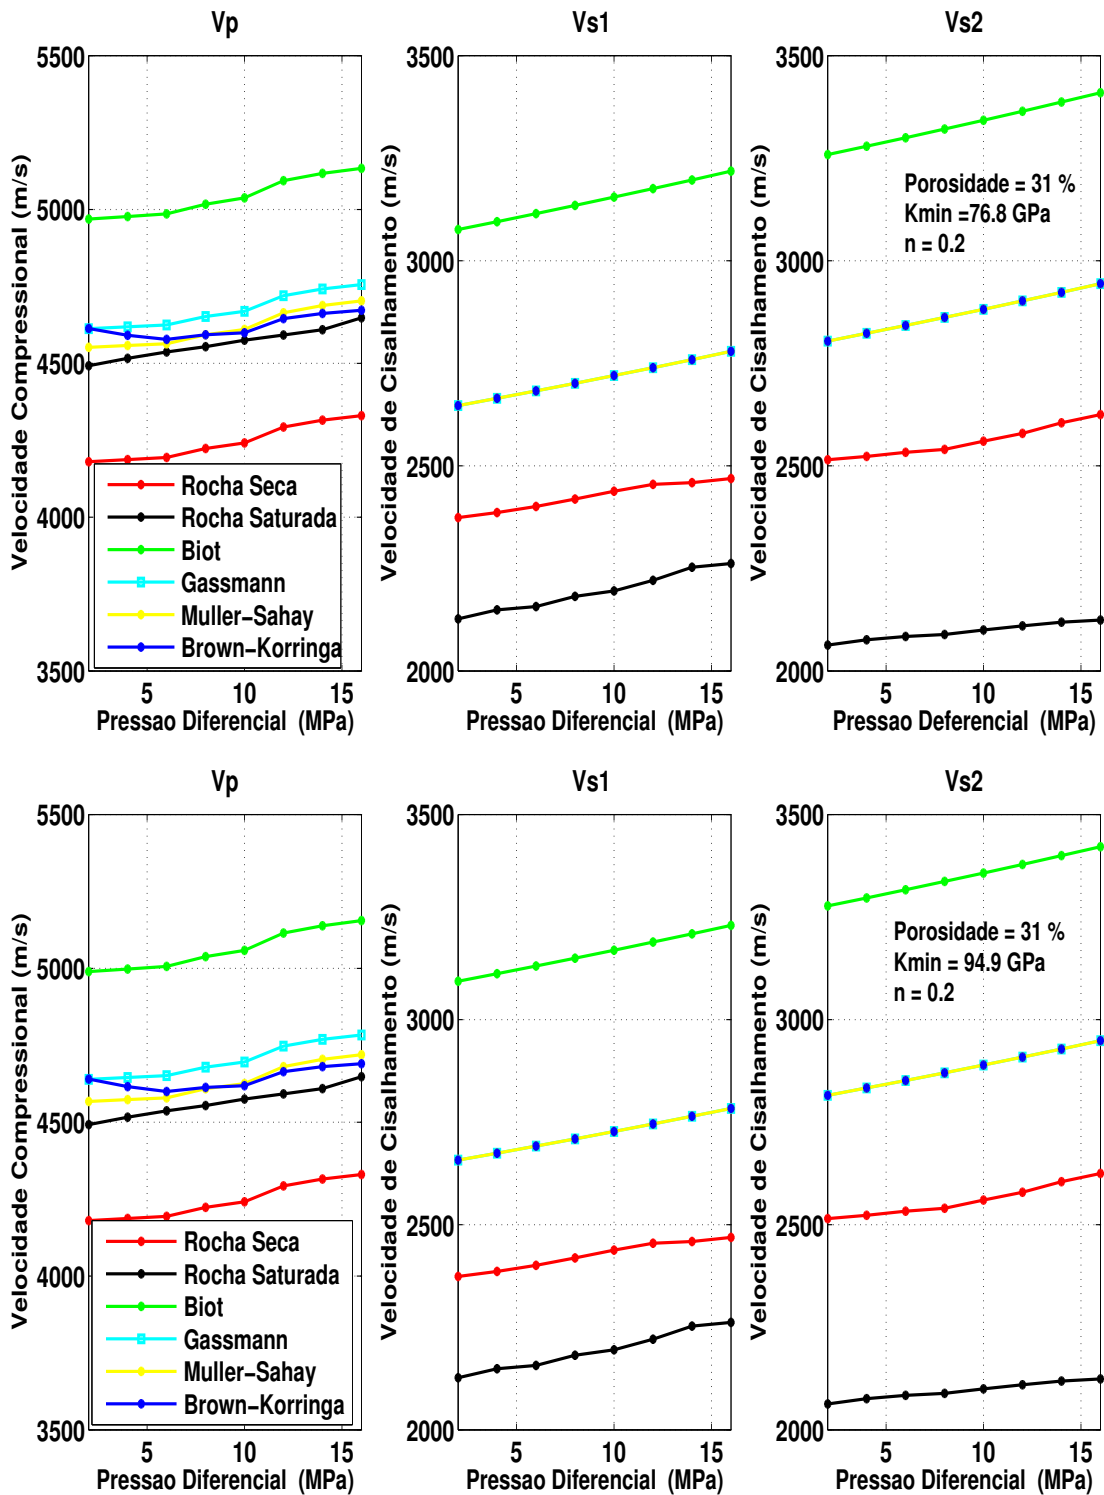 Vp
Vs1
Vs2
5500
5000
4500
4000
3500
5
10
15
Velocidade Compressional (m/s)
Pressao Diferencial (MPa)
Rocha Seca
Rocha Saturada
Biot
Gassmann
Muller-Sahay
Brown-Korringa
3500
3000
2500
2000
5
10
15
Velocidade de Cisalhamento (m/s)
Pressao Diferencial (MPa)
3500
3000
2500
2000
5
10
15
Velocidade de Cisalhamento (m/s)
Pressao Deferencial (MPa)
Porosidade = 31 %
Kmin =76.8 GPa
n = 0.2
Vp
Vs1
Vs2
5500
5000
4500
4000
3500
5
10
15
Velocidade Compressional (m/s)
Pressao Diferencial (MPa)
Rocha Seca
Rocha Saturada
Biot
Gassmann
Muller-Sahay
Brown-Korringa
3500
3000
2500
2000
5
10
15
Velocidade de Cisalhamento (m/s)
Pressao Diferencial (MPa)
3500
3000
2500
2000
5
10
15
Velocidade de Cisalhamento (m/s)
Pressao Diferencial (MPa)
Porosidade = 31 %
Kmin = 94.9 GPa
n = 0.2